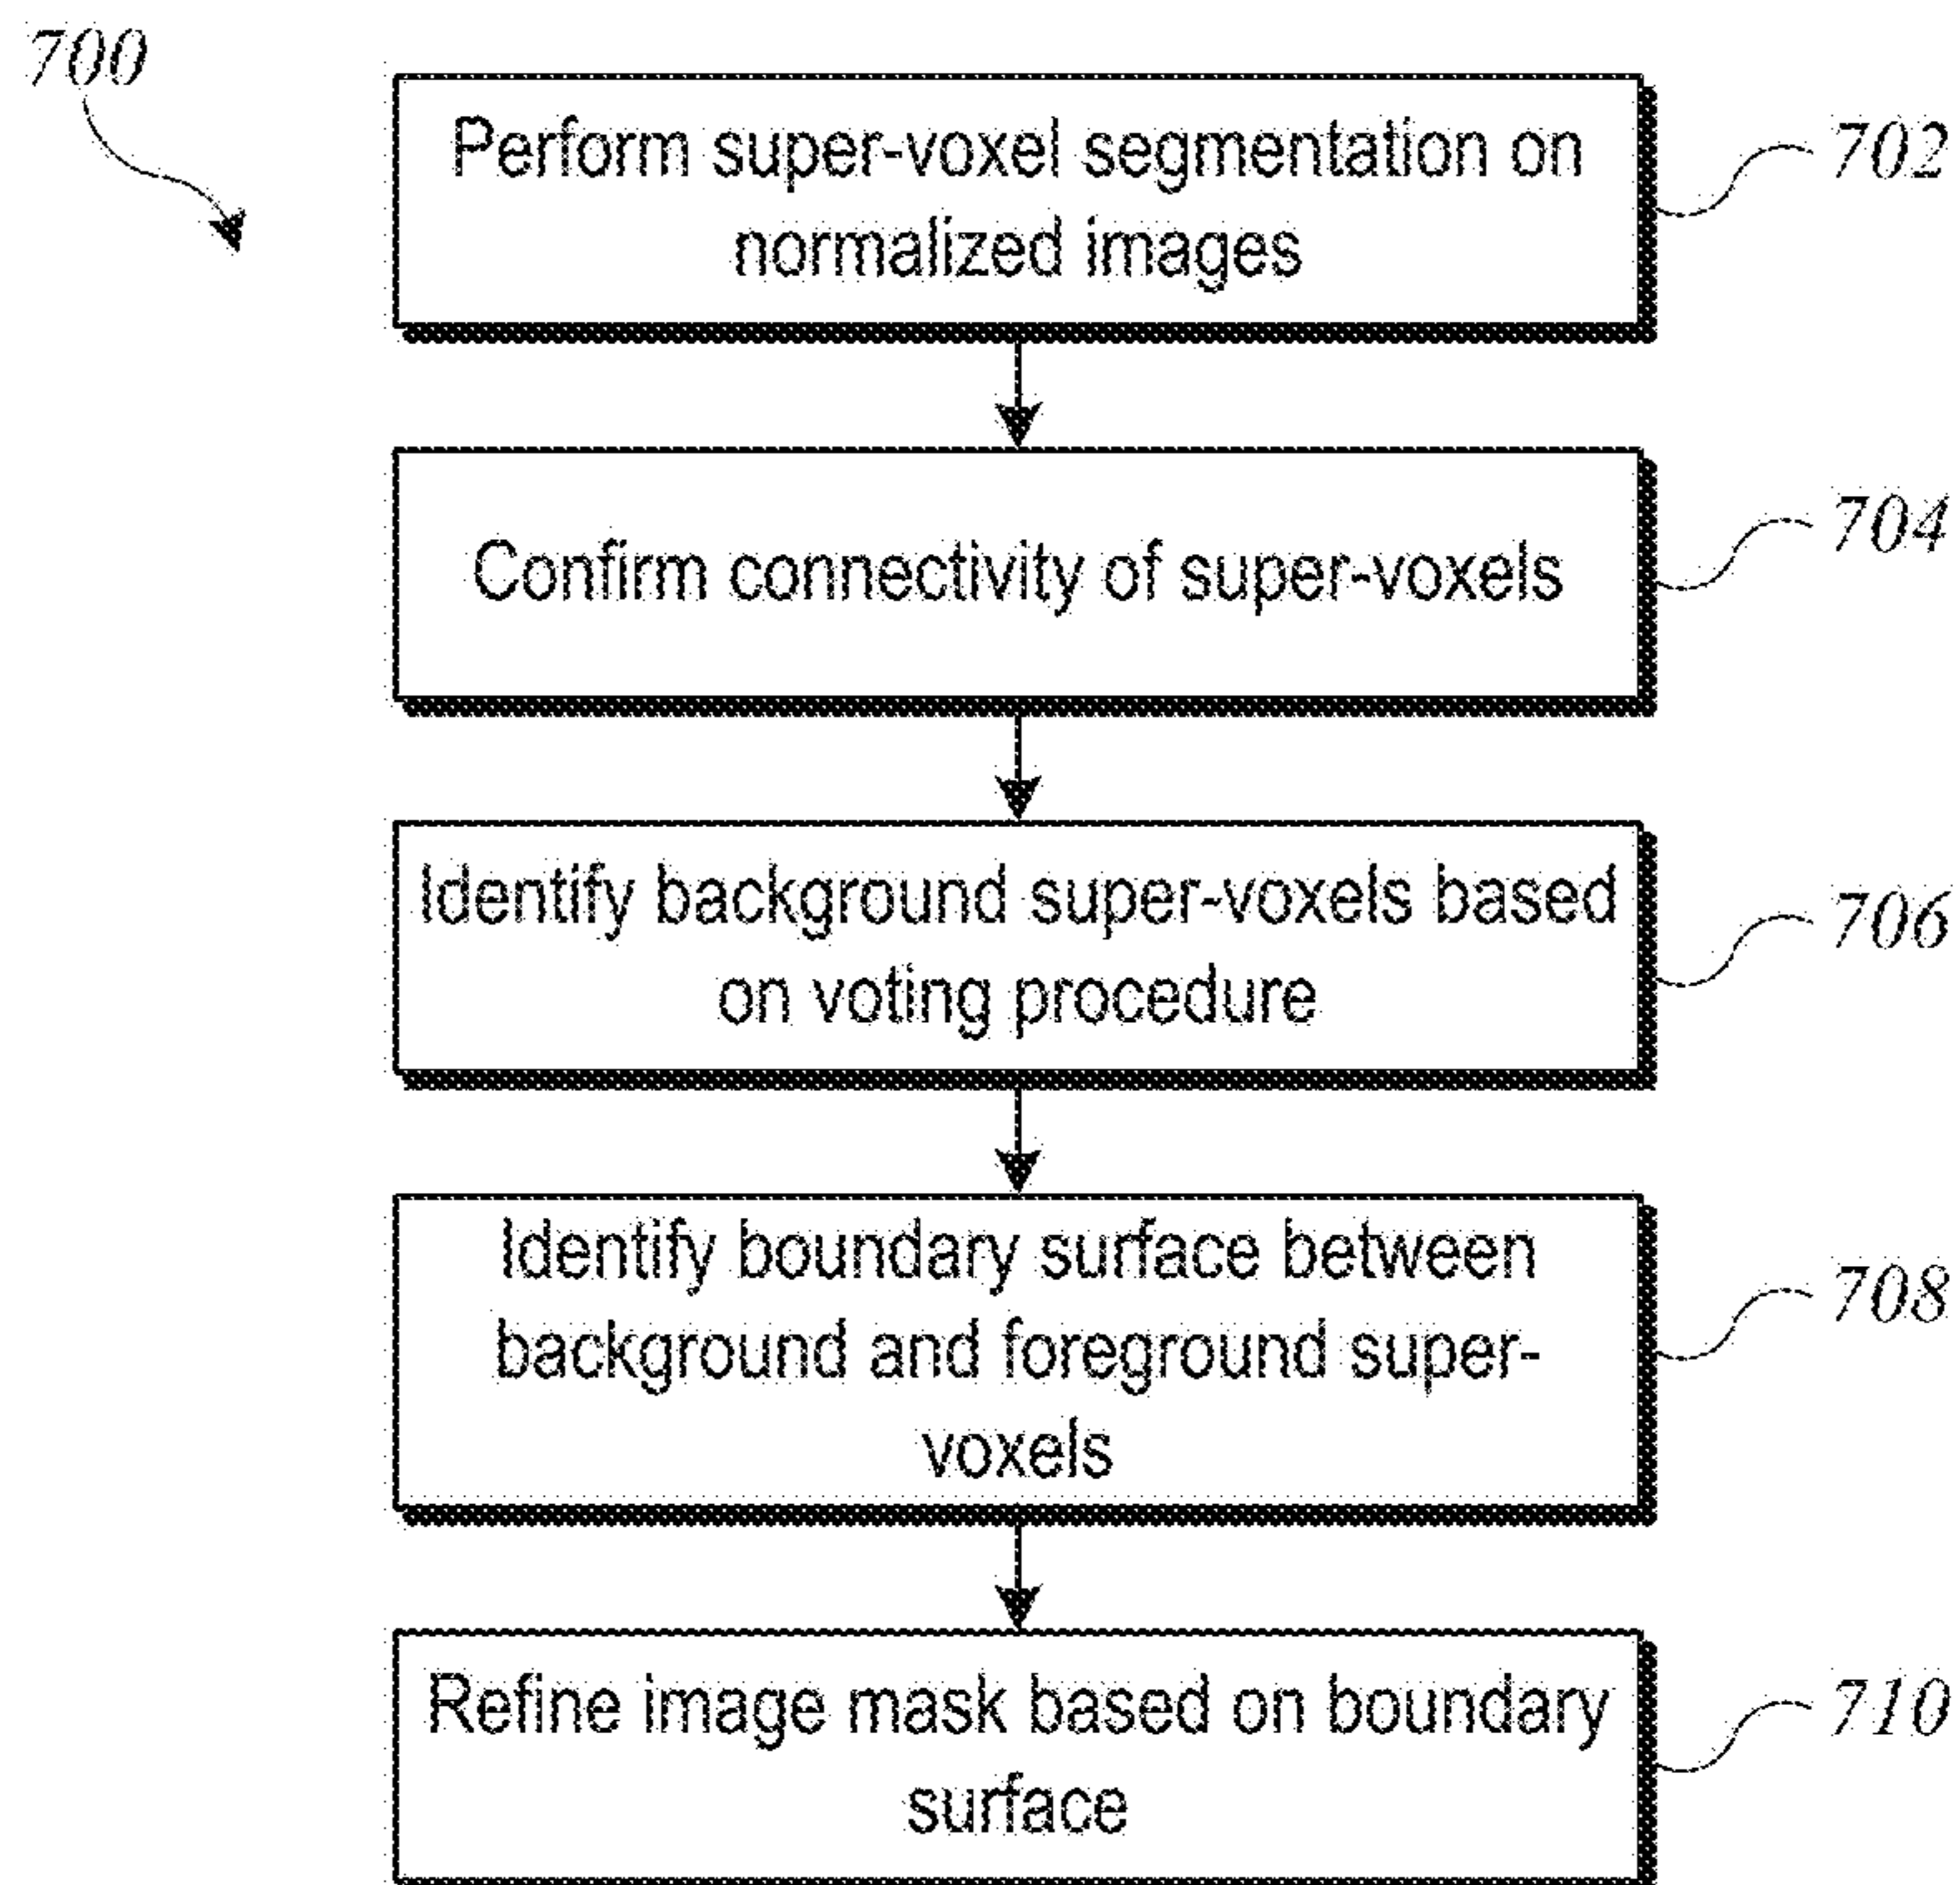 700
Perform super-voxel segmentation on
normalized images
702
Confirm connectivity of super-voxels
704
Identify background super-voxels based
on voting procedure
706
Identify boundary surface between
background and foreground super-
voxels
708
Refine image mask based on boundary
surface
710